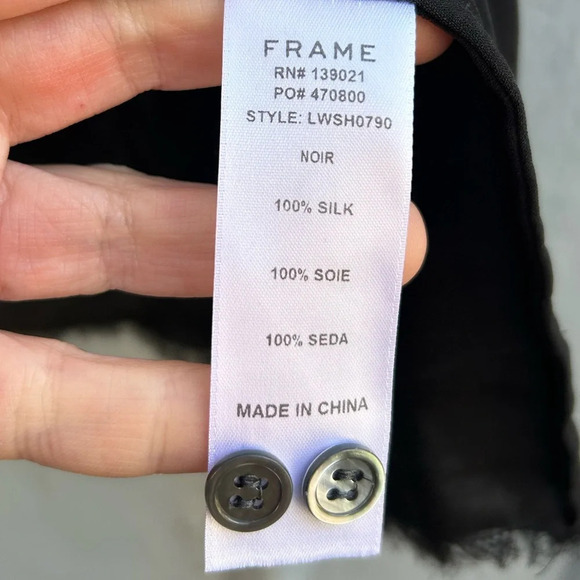 FRAME
RN# 139021
PO# 470800
STYLE: LWSH0790
NOIR
100% SILK
100% SOIE
100% SEDA
MADE IN CHINA